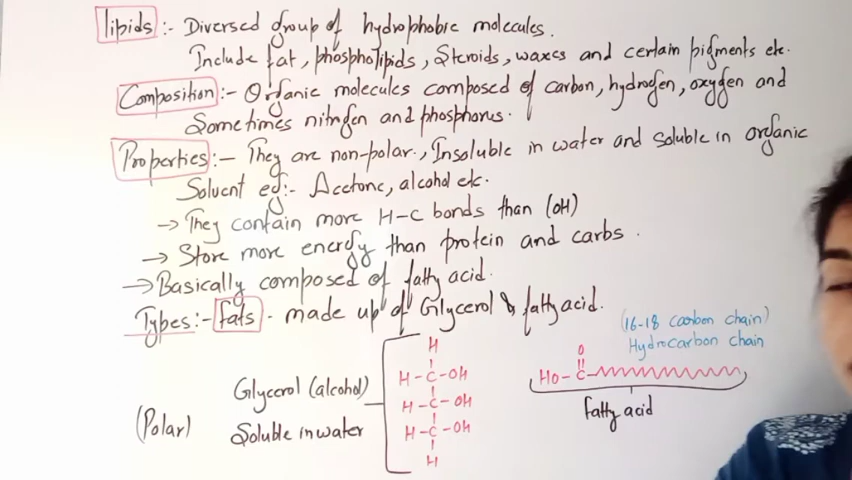 lipids :- Diversed group of hydrophobic molecules.
Include fat, phospholipids, Steroids, waxes and certain pigments etc.
Composition :- Organic molecules composed of carbon, hydrogen, oxygen and
Sometimes nitrogen and phosphorus.
Properties :- They are non-polar, Insoluble in water and soluble in organic
Solvent eg:- Acetone, alcohol etc.
→ They contain more H-C bonds than (OH)
→ Store more energy than protein and carbs.
→ Basically composed of fatty acid.
Types:- fats - made up of Glycerol & fatty acid.
(16-18 carbon chain)
Hydrocarbon chain
H
H-C-OH
H-C-OH
H-C-OH
H
Glycerol (alcohol)
(Polar) Soluble in water
O
HO-C
fatty acid